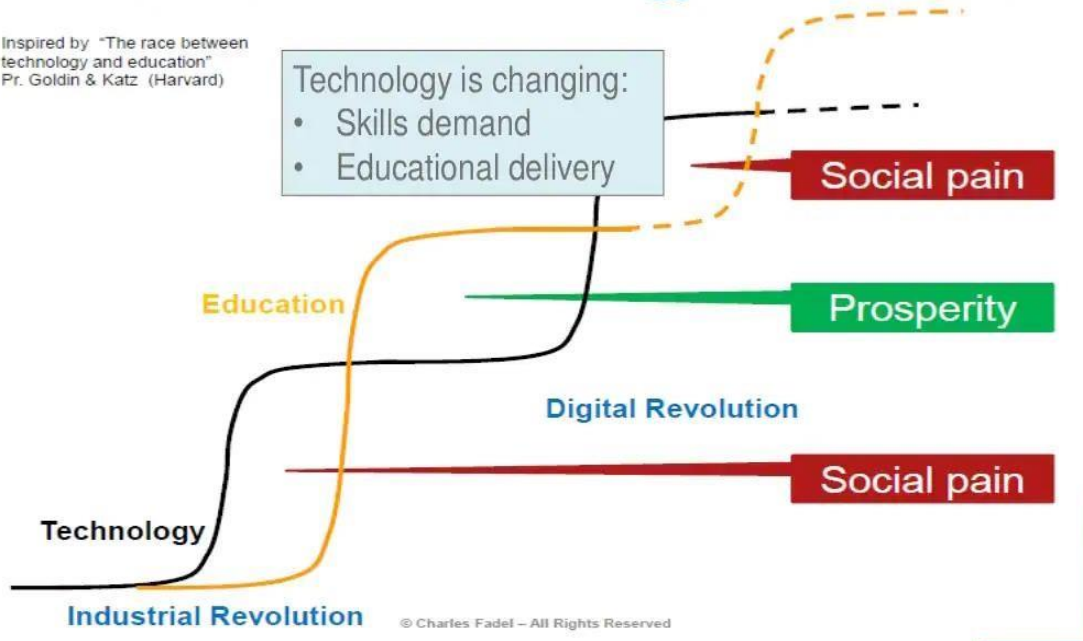 Inspired by "The race between
technology and education"
Pr. Goldin & Katz (Harvard)
Technology is changing:
• Skills demand
• Educational delivery
Social pain
Education
Prosperity
Digital Revolution
Social pain
Technology
Industrial Revolution
© Charles Fadel – All Rights Reserved